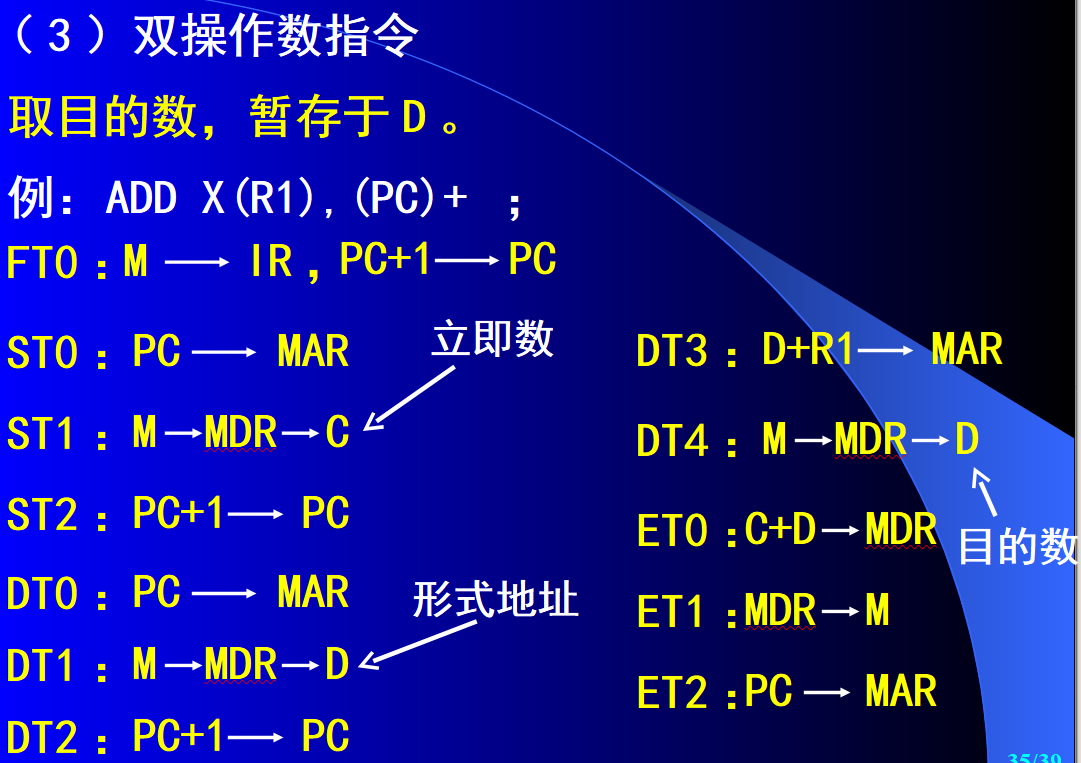 （3）双操作数指令
取目的数，暂存于D。
例：ADD X(R1),(PC)+ ；
FT0：M → IR，PC+1→PC
ST0：PC→ MAR
立即数
ST1：M→MDR→C
ST2：PC+1→ PC
DT0：PC→ MAR
形式地址
DT1：M→MDR→D
DT2：PC+1→ PC
DT3：D+R1→ MAR
DT4：M→MDR→D
目的数
ET0：C+D→MDR
ET1：MDR→M
ET2：PC→ MAR
35/39